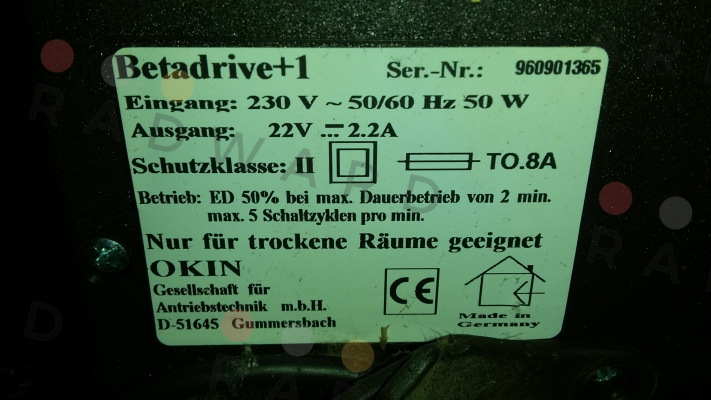 Betadrive+1 Ser.-Nr.: 960901365
Eingang: 230 V ~ 50/60 Hz 50 W
Ausgang: 22V ⎓ 2.2A
Schutzklasse: II TO.8A
Betrieb: ED 50% bei max. Dauerbetrieb von 2 min.
max. 5 Schaltzyklen pro min.
Nur für trockene Räume geeignet
OKIN
Gesellschaft für
Antriebstechnik m.b.H.
D-51645 Gummersbach
CE
Made in
Germany
RADWARD